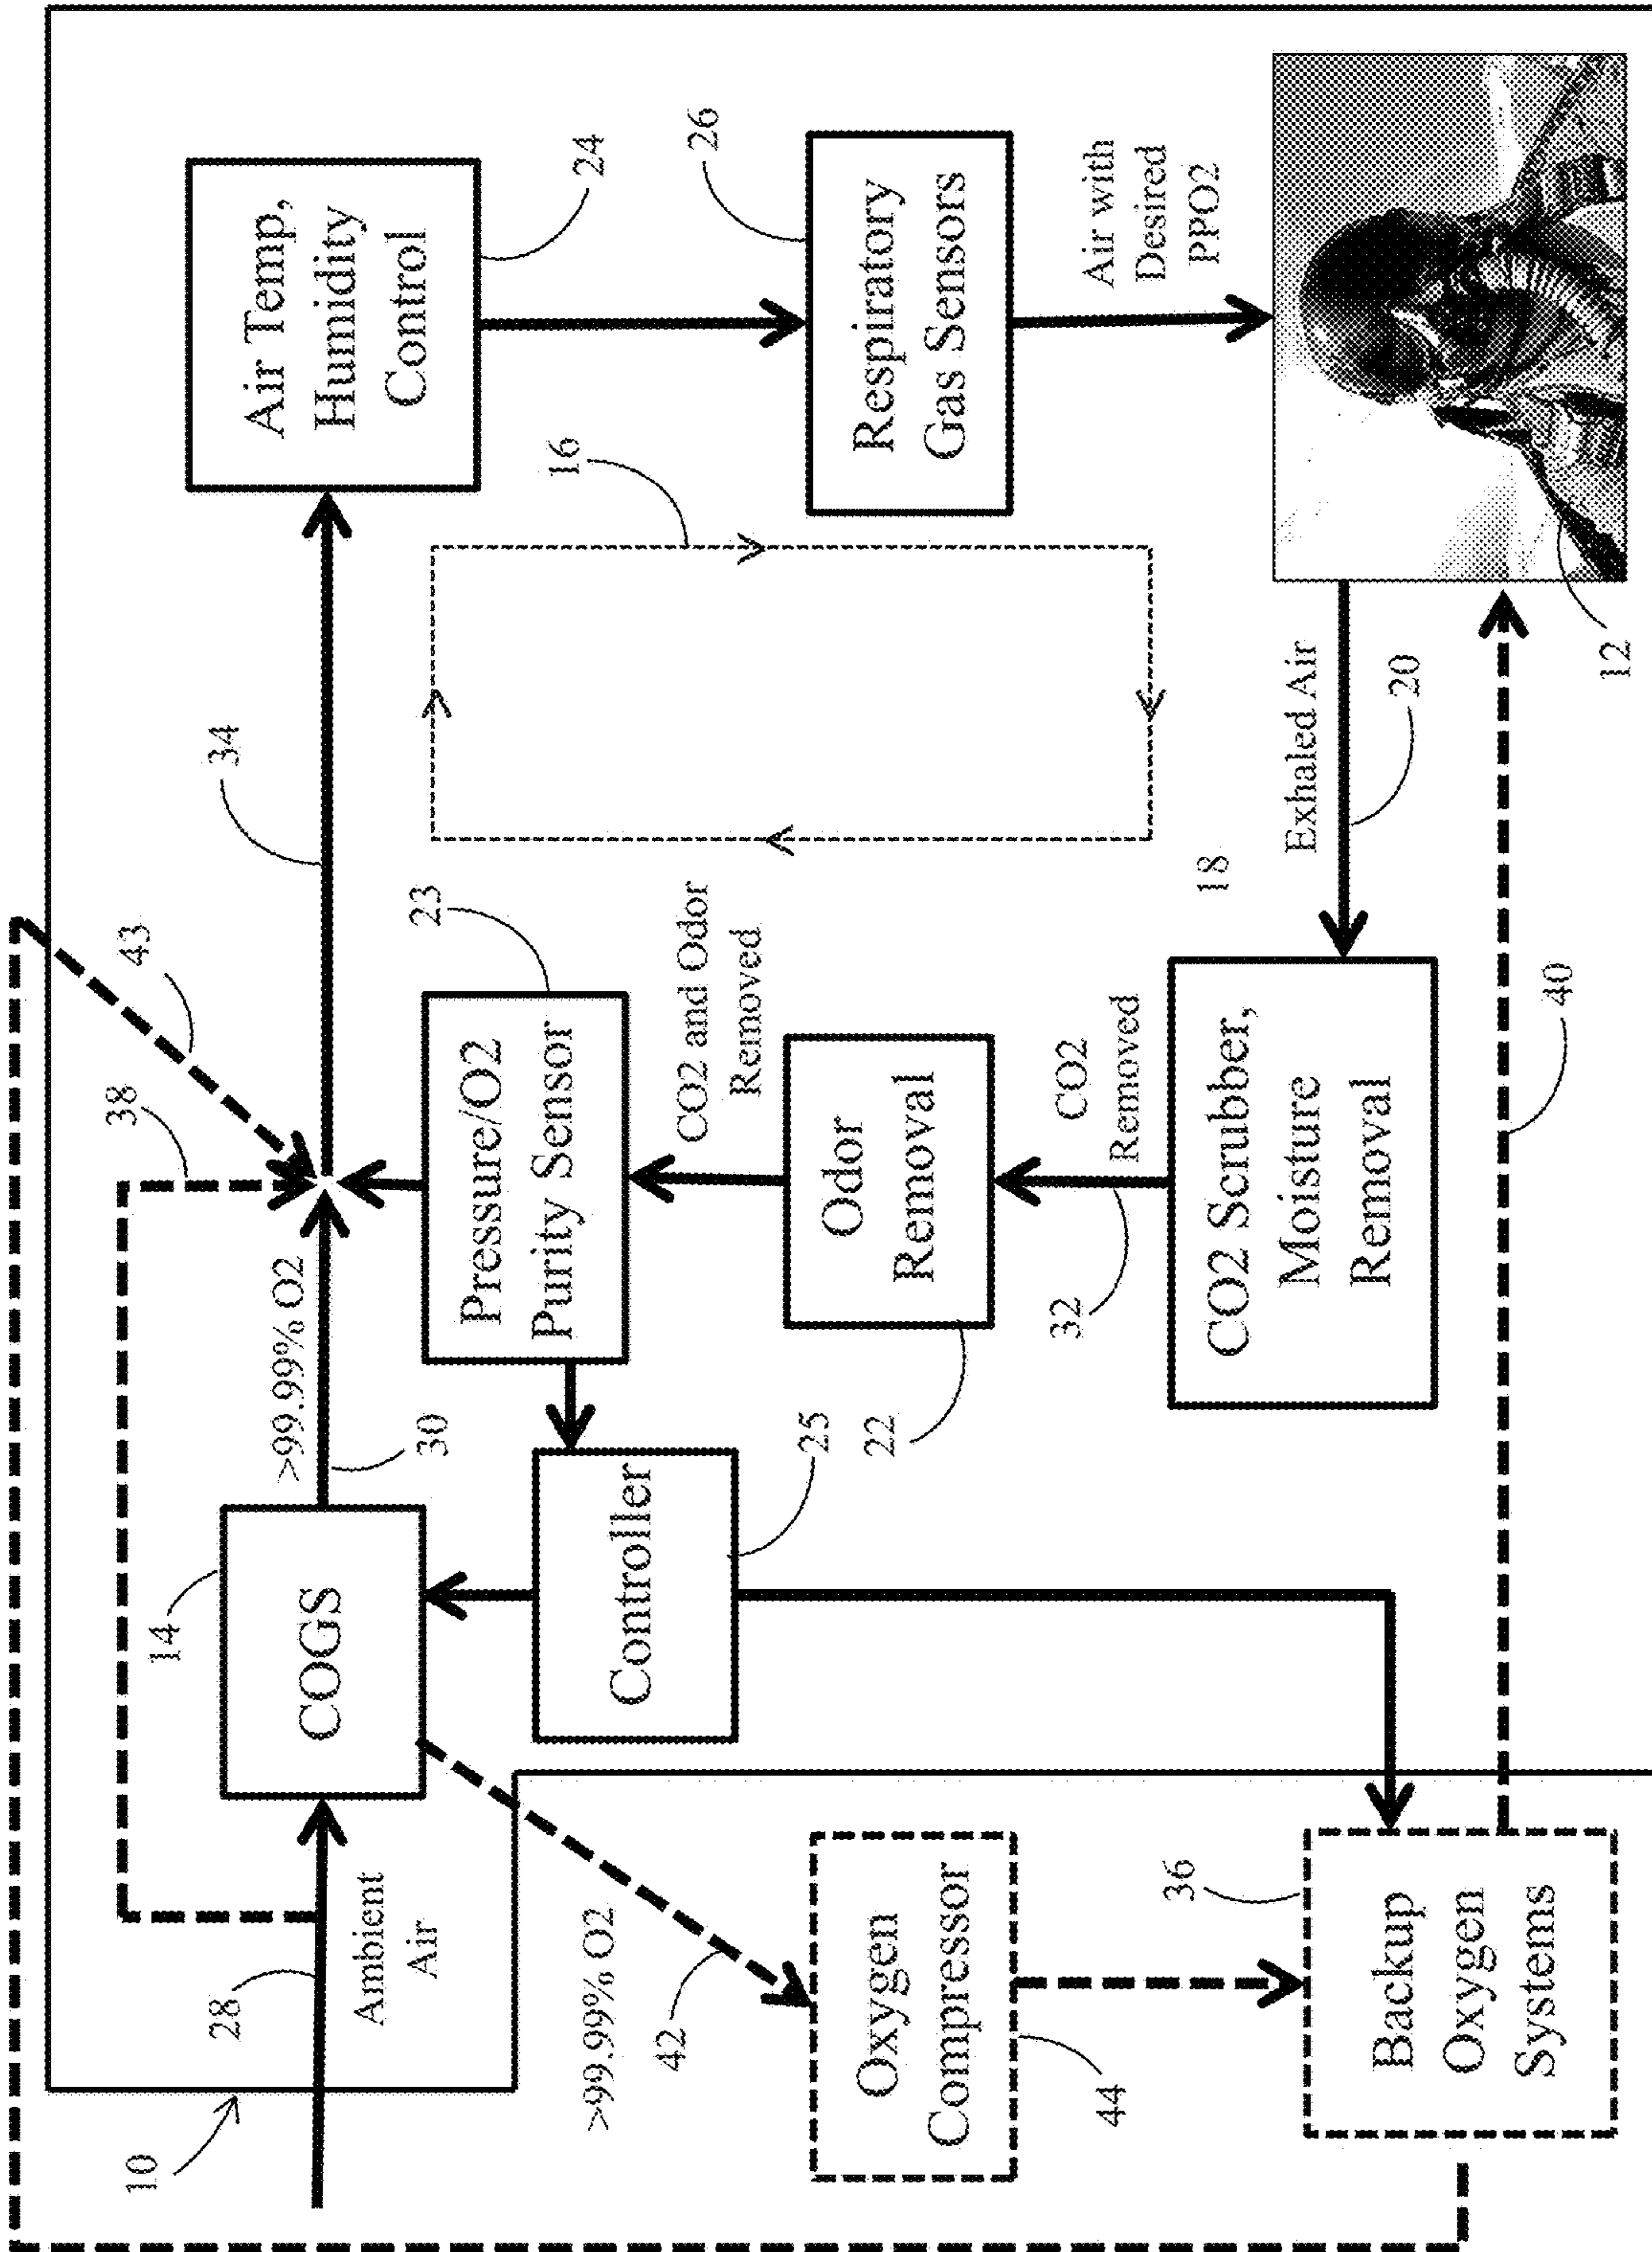 10
28
Ambient
Air
14
COGS
>99.99% O2
30
38
43
34
Air Temp,
Humidity
Control
24
Controller
25
Pressure/O2
Purity Sensor
23
16
>99.99% O2
42
CO2 and Odor
Removed
26
Respiratory
Gas Sensors
Oxygen
Compressor
44
22
Odor
Removal
32
CO2
Removed
Air with
Desired
PPO2
36
Backup
Oxygen
Systems
CO2 Scrubber,
Moisture
Removal
18
Exhaled Air
20
40
12